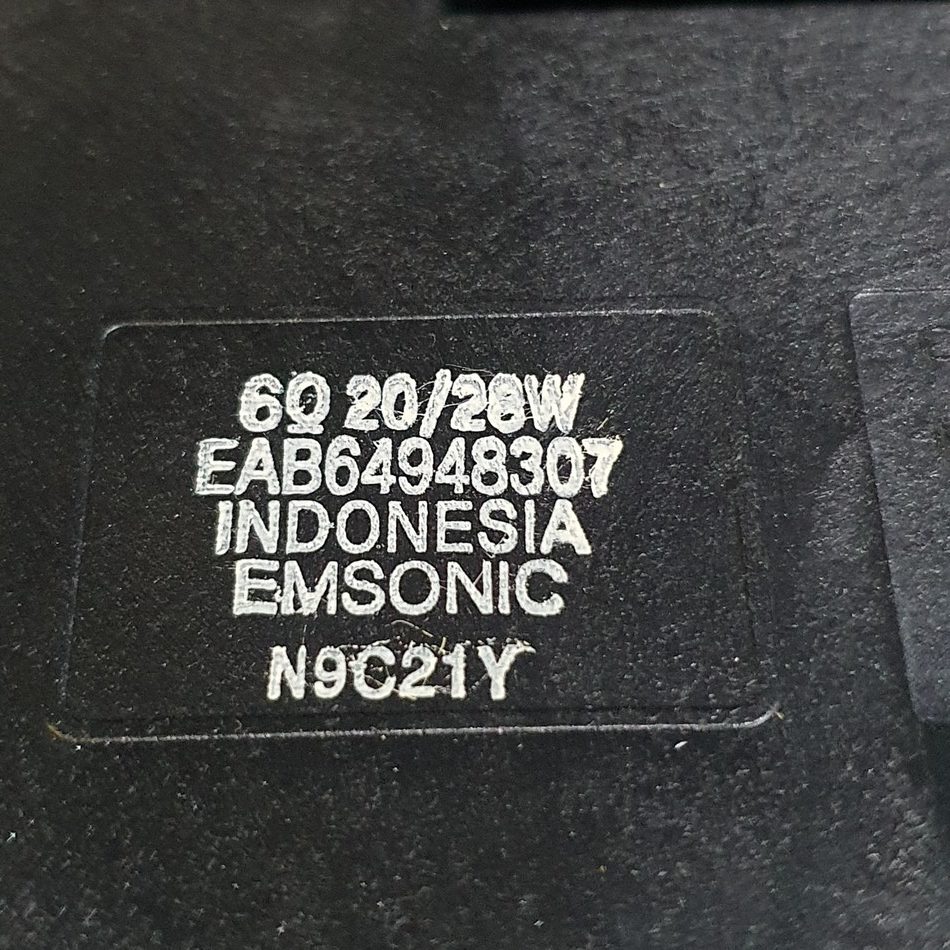 6Ω 20/28W
EAB64948307
INDONESIA
EMSONIC
N9C21Y